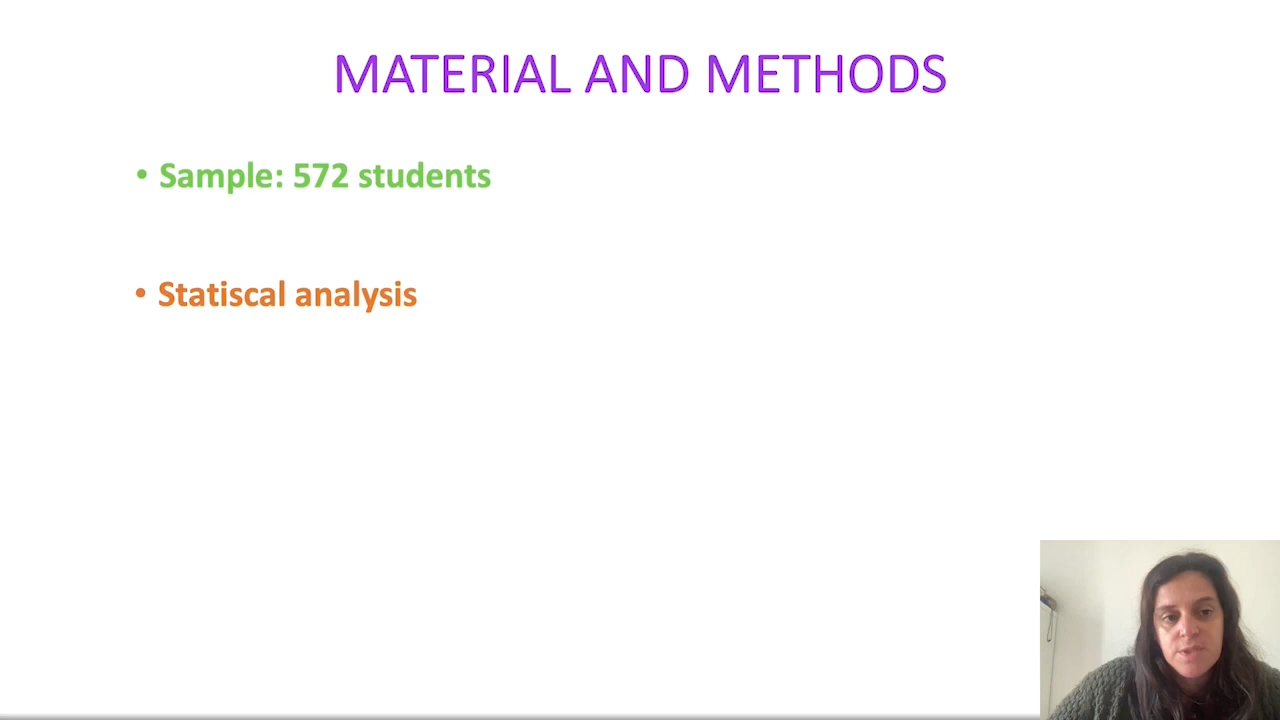 MATERIAL AND METHODS
• Sample: 572 students
• Statiscal analysis